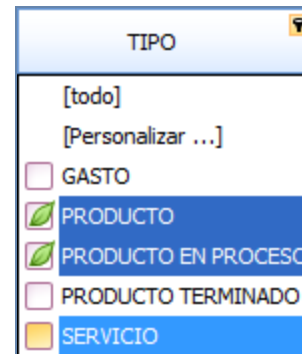 TIPO
[todo]
[Personalizar ...]
GASTO
PRODUCTO
PRODUCTO EN PROCESO
PRODUCTO TERMINADO
SERVICIO